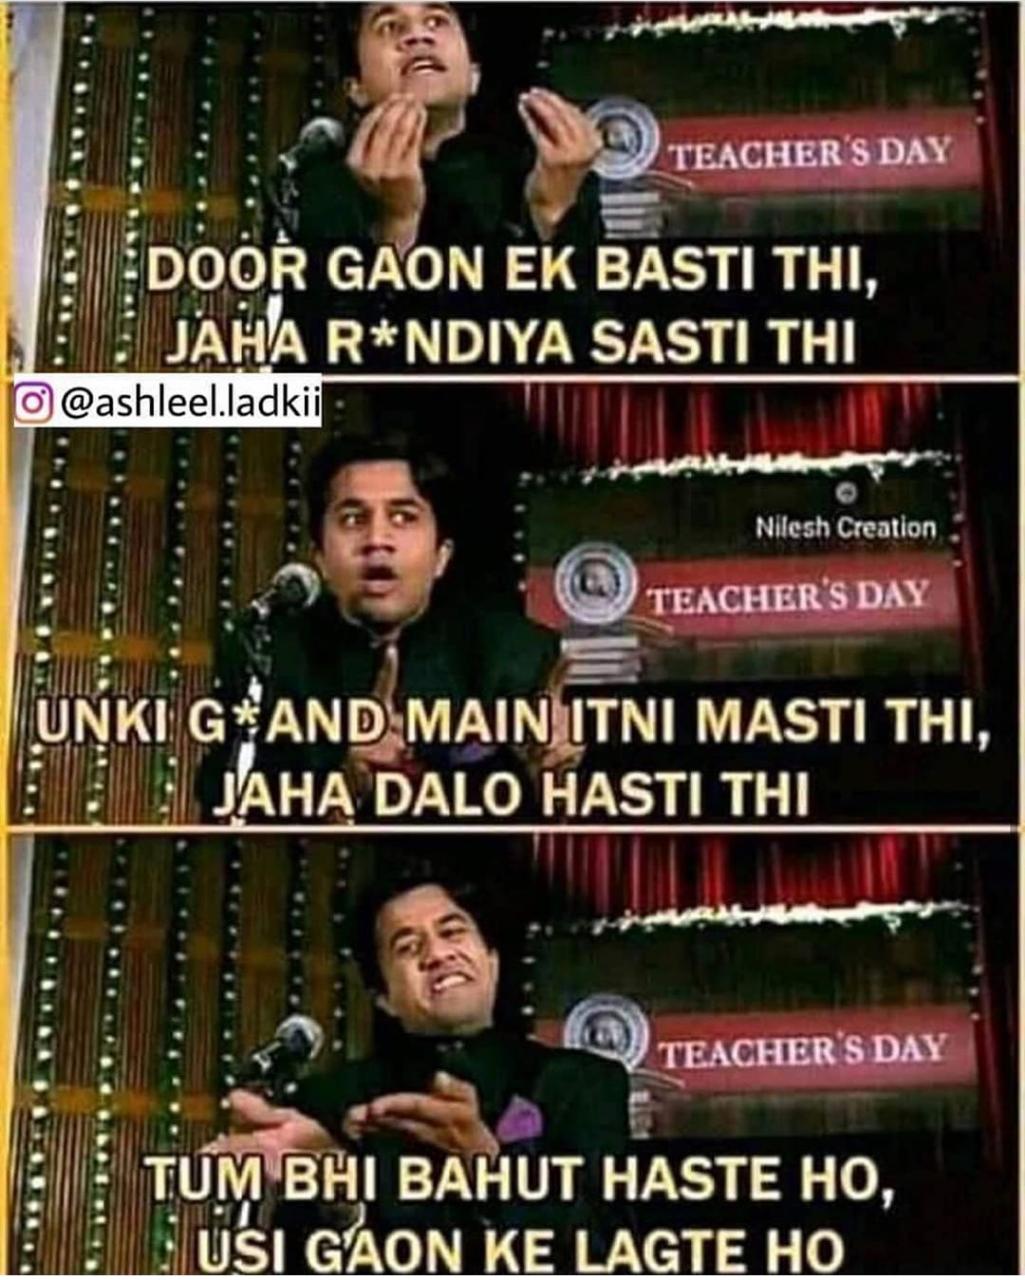 TEACHER'S DAY
DOOR GAON EK BASTI THI,
JAHA R*NDIYA SASTI THI
@ashleel.ladkii
Nilesh Creation
TEACHER'S DAY
UNKI G*AND MAIN ITNI MASTI THI,
JAHA DALO HASTI THI
TEACHER'S DAY
TUM BHI BAHUT HASTE HO,
USI GAON KE LAGTE HO